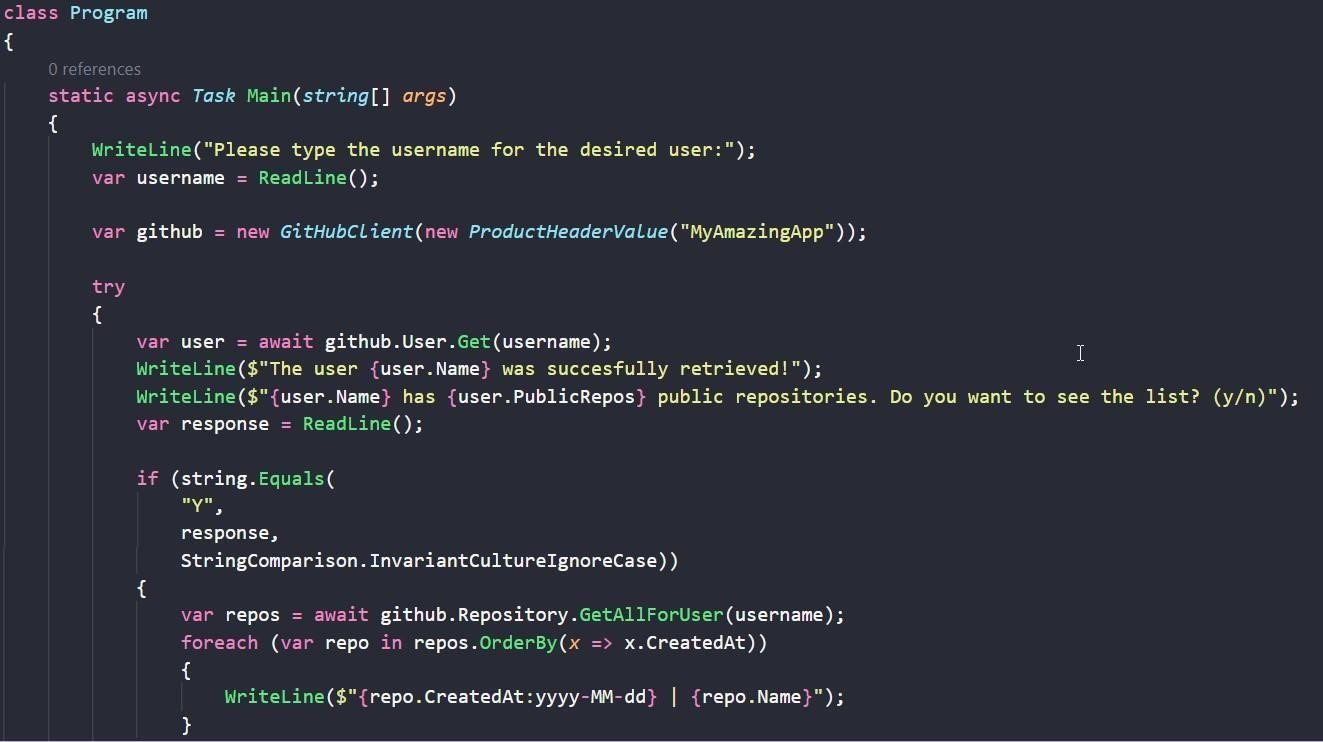 class Program
{
0 references
static async Task Main(string[] args)
{
WriteLine("Please type the username for the desired user:");
var username = ReadLine();
var github = new GitHubClient(new ProductHeaderValue("MyAmazingApp"));
try
{
var user = await github.User.Get(username);
WriteLine($"The user {user.Name} was succesfully retrieved!");
WriteLine($"{user.Name} has {user.PublicRepos} public repositories. Do you want to see the list? (y/n)");
var response = ReadLine();
if (string.Equals(
"Y",
response,
StringComparison.InvariantCultureIgnoreCase))
{
var repos = await github.Repository.GetAllForUser(username);
foreach (var repo in repos.OrderBy(x => x.CreatedAt))
{
WriteLine($"{repo.CreatedAt:yyyy-MM-dd} | {repo.Name}");
}